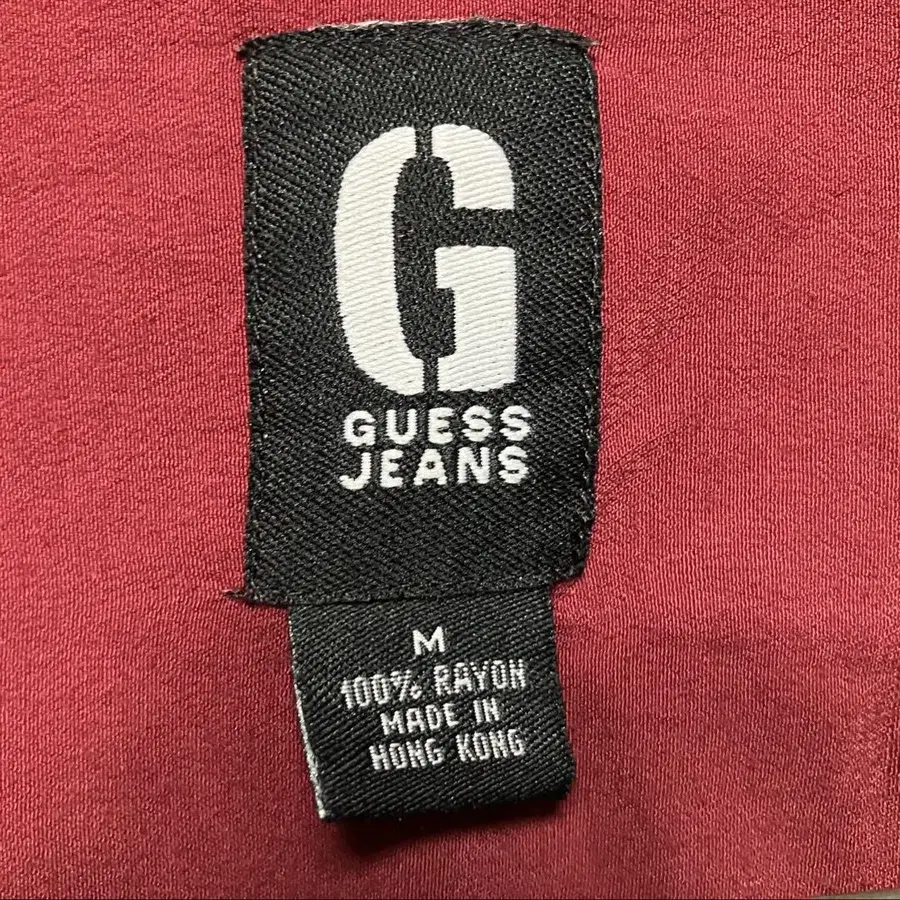 G
GUESS
JEANS
M
100% RAYON
MADE IN
HONG KONG